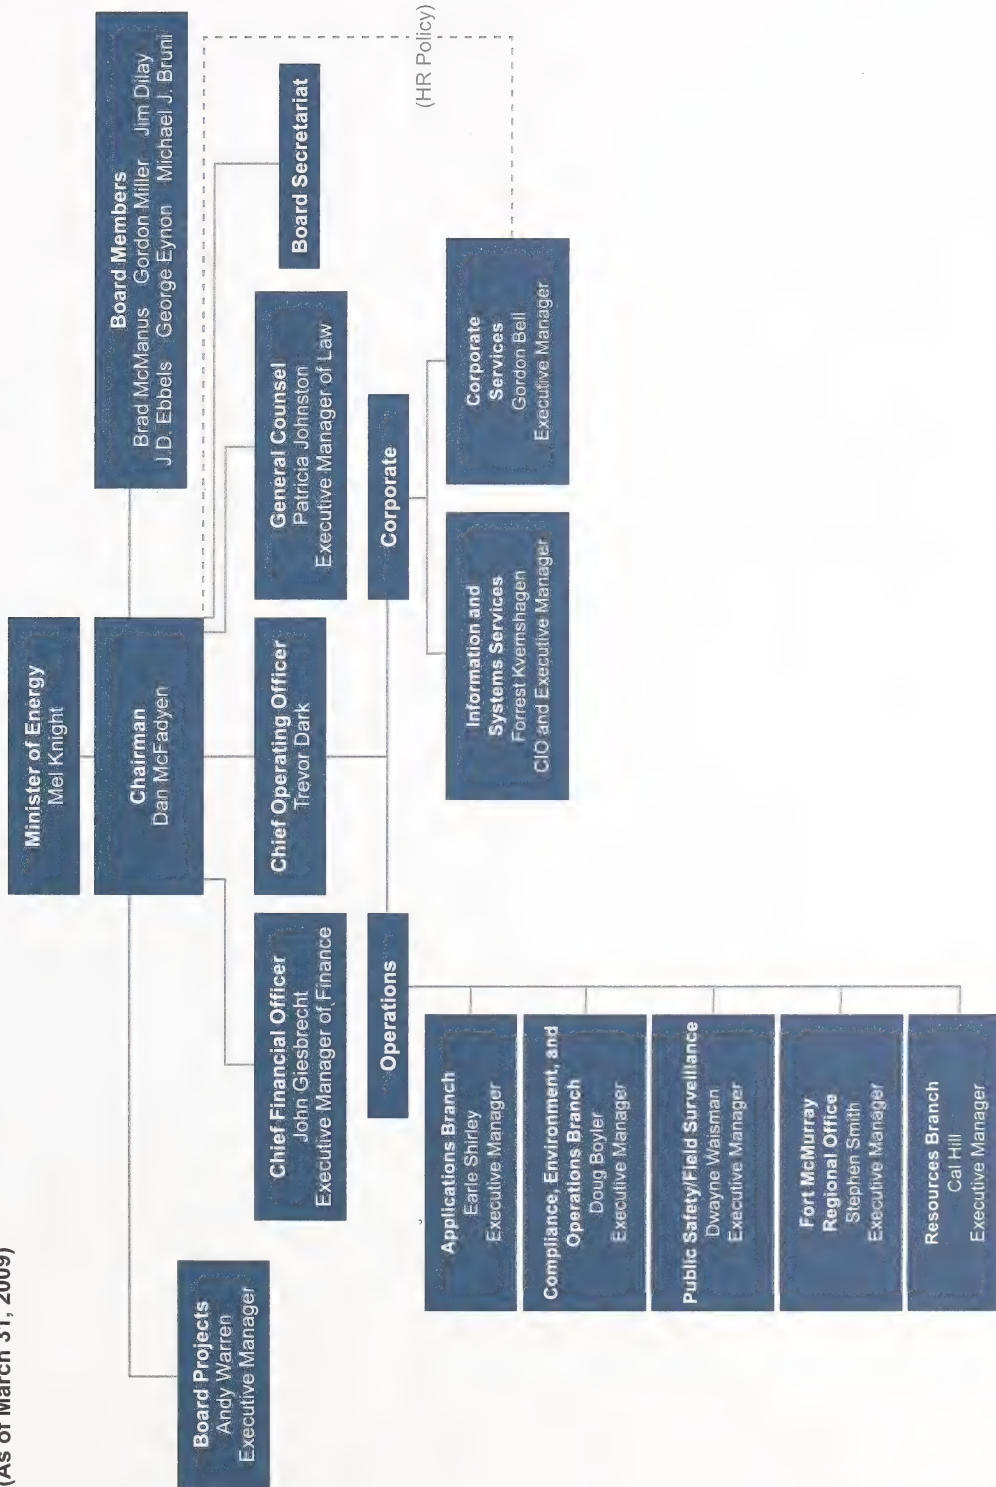 (As of March 31, 2009)
Minister of Energy
Mel Knight
Chairman
Dan McFadyen
Board Members
Brad McManus Gordon Miller Jim Dilay
J.D. Ebbels George Eynon Michael J. Bruni
Board Projects
Andy Warren
Executive Manager
Chief Financial Officer
John Giesbrecht
Executive Manager of Finance
Chief Operating Officer
Trevor Dark
General Counsel
Patricia Johnston
Executive Manager of Law
Board Secretariat
Operations
Corporate
(HR Policy)
Applications Branch
Earle Shirley
Executive Manager
Compliance, Environment, and
Operations Branch
Doug Boyler
Executive Manager
Public Safety/Field Surveillance
Dwayne Waisman
Executive Manager
Fort McMurray
Regional Office
Stephen Smith
Executive Manager
Resources Branch
Cal Hill
Executive Manager
Information and
Systems Services
Forrest Kvemshagen
CIO and Executive Manager
Corporate
Services
Gordon Bell
Executive Manager